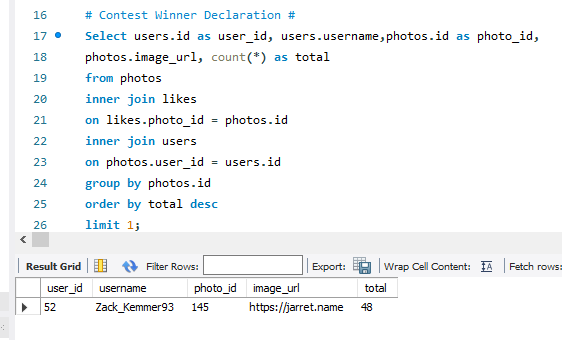 16 # Contest Winner Declaration #
17 Select users.id as user_id, users.username,photos.id as photo_id,
18 photos.image_url, count(*) as total
19 from photos
20 inner join likes
21 on likes.photo_id = photos.id
22 inner join users
23 on photos.user_id = users.id
24 group by photos.id
25 order by total desc
26 limit 1;
Result Grid Filter Rows: Export: Wrap Cell Content: Fetch rows:
user_id username photo_id image_url total
52 Zack_Kemmer93 145 https://jarret.name 48